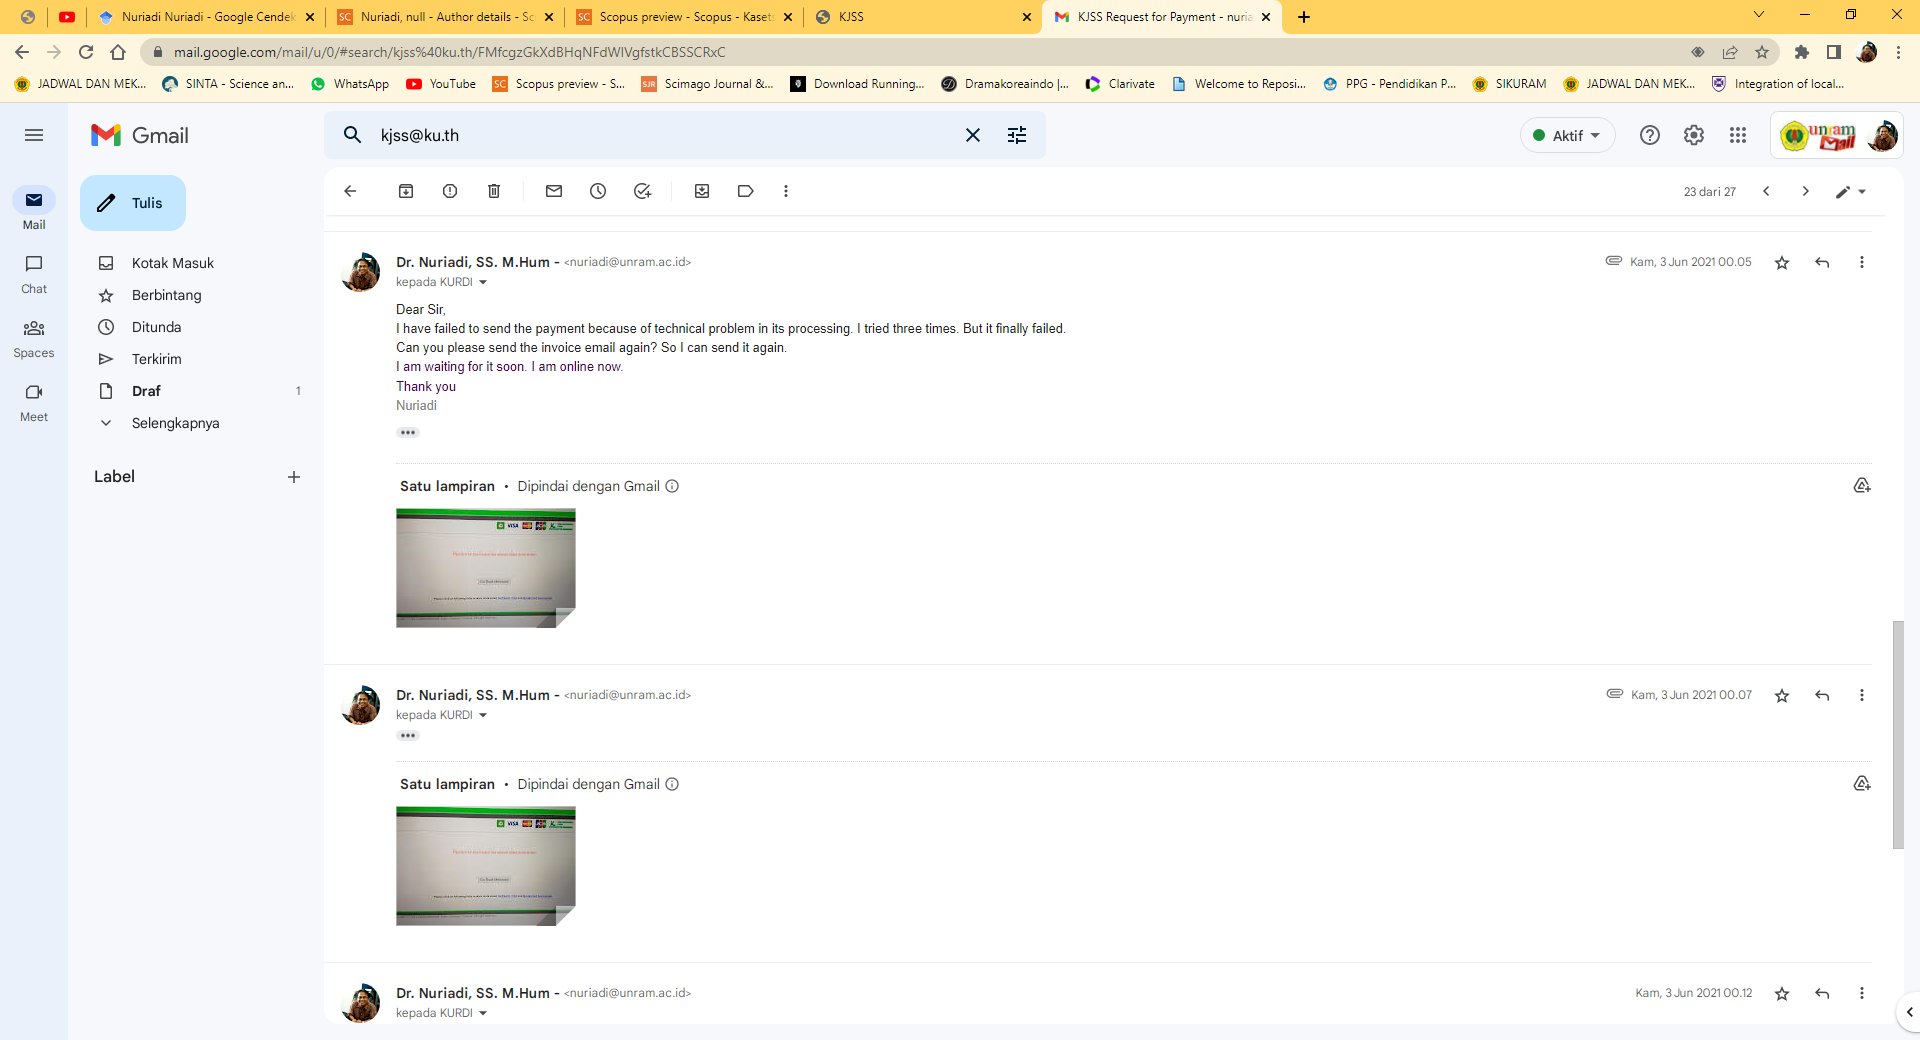 Nuriadi Nuriadi - Google Cendek
Nuriadi, null - Author details - Sc
Scopus preview - Scopus - Kaset
KJSS
KJSS Request for Payment - nuria
mail.google.com/mail/u/0/#search/kjss%40ku.th/FMfcgzGkXdBHqNFdWlVgfstkCBSSCRxC
JADWAL DAN MEK...
SINTA - Science an...
WhatsApp
YouTube
Scopus preview - S...
Scimago Journal &...
Download Running...
Dramakoreaindo |...
Clarivate
Welcome to Reposi...
PPG - Pendidikan P...
SIKURAM
JADWAL DAN MEK...
Integration of local...
Gmail
kjss@ku.th
Aktif
unram
Mail
Tulis
23 dari 27
Mail
Chat
Spaces
Meet
Kotak Masuk
Berbintang
Ditunda
Terkirim
Draf 1
Selengkapnya
Label
Dr. Nuriadi, SS. M.Hum - <nuriadi@unram.ac.id>
Kam, 3 Jun 2021 00.05
kepada KURDI
Dear Sir,
I have failed to send the payment because of technical problem in its processing. I tried three times. But it finally failed.
Can you please send the invoice email again? So I can send it again.
I am waiting for it soon. I am online now.
Thank you
Nuriadi
Satu lampiran • Dipindai dengan Gmail
VISA
Dr. Nuriadi, SS. M.Hum - <nuriadi@unram.ac.id>
Kam, 3 Jun 2021 00.07
kepada KURDI
Satu lampiran • Dipindai dengan Gmail
VISA
Dr. Nuriadi, SS. M.Hum - <nuriadi@unram.ac.id>
Kam, 3 Jun 2021 00.12
kepada KURDI